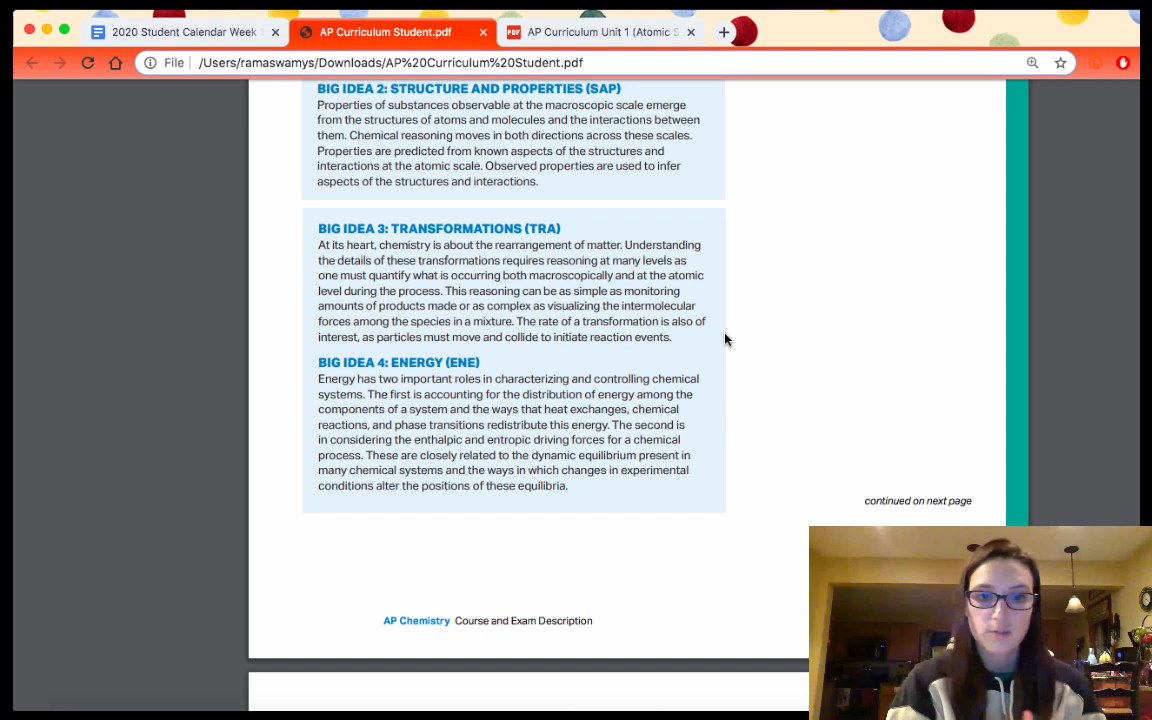 2020 Student Calendar Week
AP Curriculum Student.pdf
AP Curriculum Unit 1 (Atomic S
File
/Users/ramaswamys/Downloads/AP%20Curriculum%20Student.pdf
BIG IDEA 2: STRUCTURE AND PROPERTIES (SAP)
Properties of substances observable at the macroscopic scale emerge
from the structures of atoms and molecules and the interactions between
them. Chemical reasoning moves in both directions across these scales.
Properties are predicted from known aspects of the structures and
interactions at the atomic scale. Observed properties are used to infer
aspects of the structures and interactions.
BIG IDEA 3: TRANSFORMATIONS (TRA)
At its heart, chemistry is about the rearrangement of matter. Understanding
the details of these transformations requires reasoning at many levels as
one must quantify what is occurring both macroscopically and at the atomic
level during the process. This reasoning can be as simple as monitoring
amounts of products made or as complex as visualizing the intermolecular
forces among the species in a mixture. The rate of a transformation is also of
interest, as particles must move and collide to initiate reaction events.
BIG IDEA 4: ENERGY (ENE)
Energy has two important roles in characterizing and controlling chemical
systems. The first is accounting for the distribution of energy among the
components of a system and the ways that heat exchanges, chemical
reactions, and phase transitions redistribute this energy. The second is
in considering the enthalpic and entropic driving forces for a chemical
process. These are closely related to the dynamic equilibrium present in
many chemical systems and the ways in which changes in experimental
conditions alter the positions of these equilibria.
continued on next page
AP Chemistry Course and Exam Description